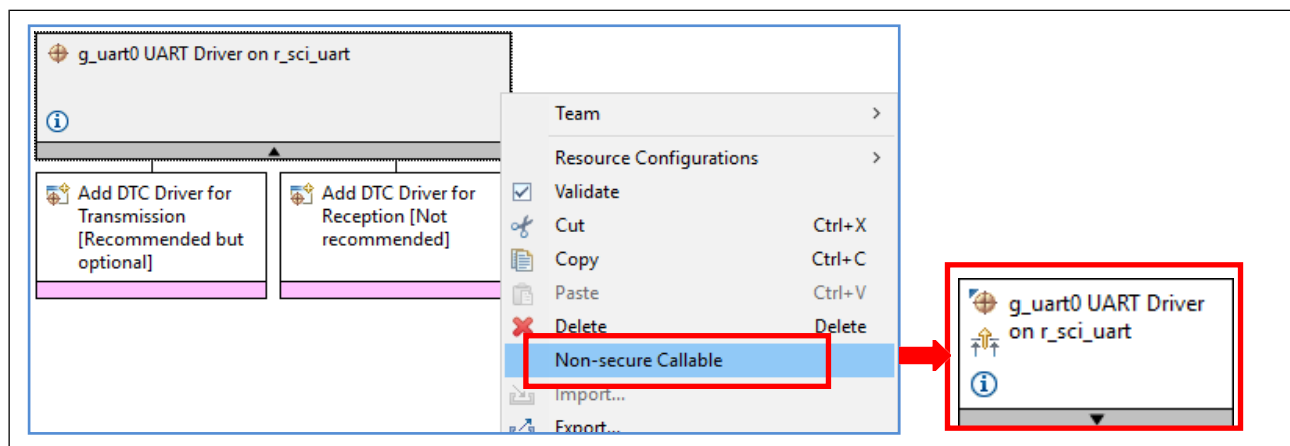 g_uart0 UART Driver on r_sci_uart
Add DTC Driver for
Transmission
[Recommended but
optional]
Add DTC Driver for
Reception [Not
recommended]
Team
Resource Configurations
Validate
Cut Ctrl+X
Copy Ctrl+C
Paste Ctrl+V
Delete Delete
Non-secure Callable
Import...
Export...
g_uart0 UART Driver
on r_sci_uart